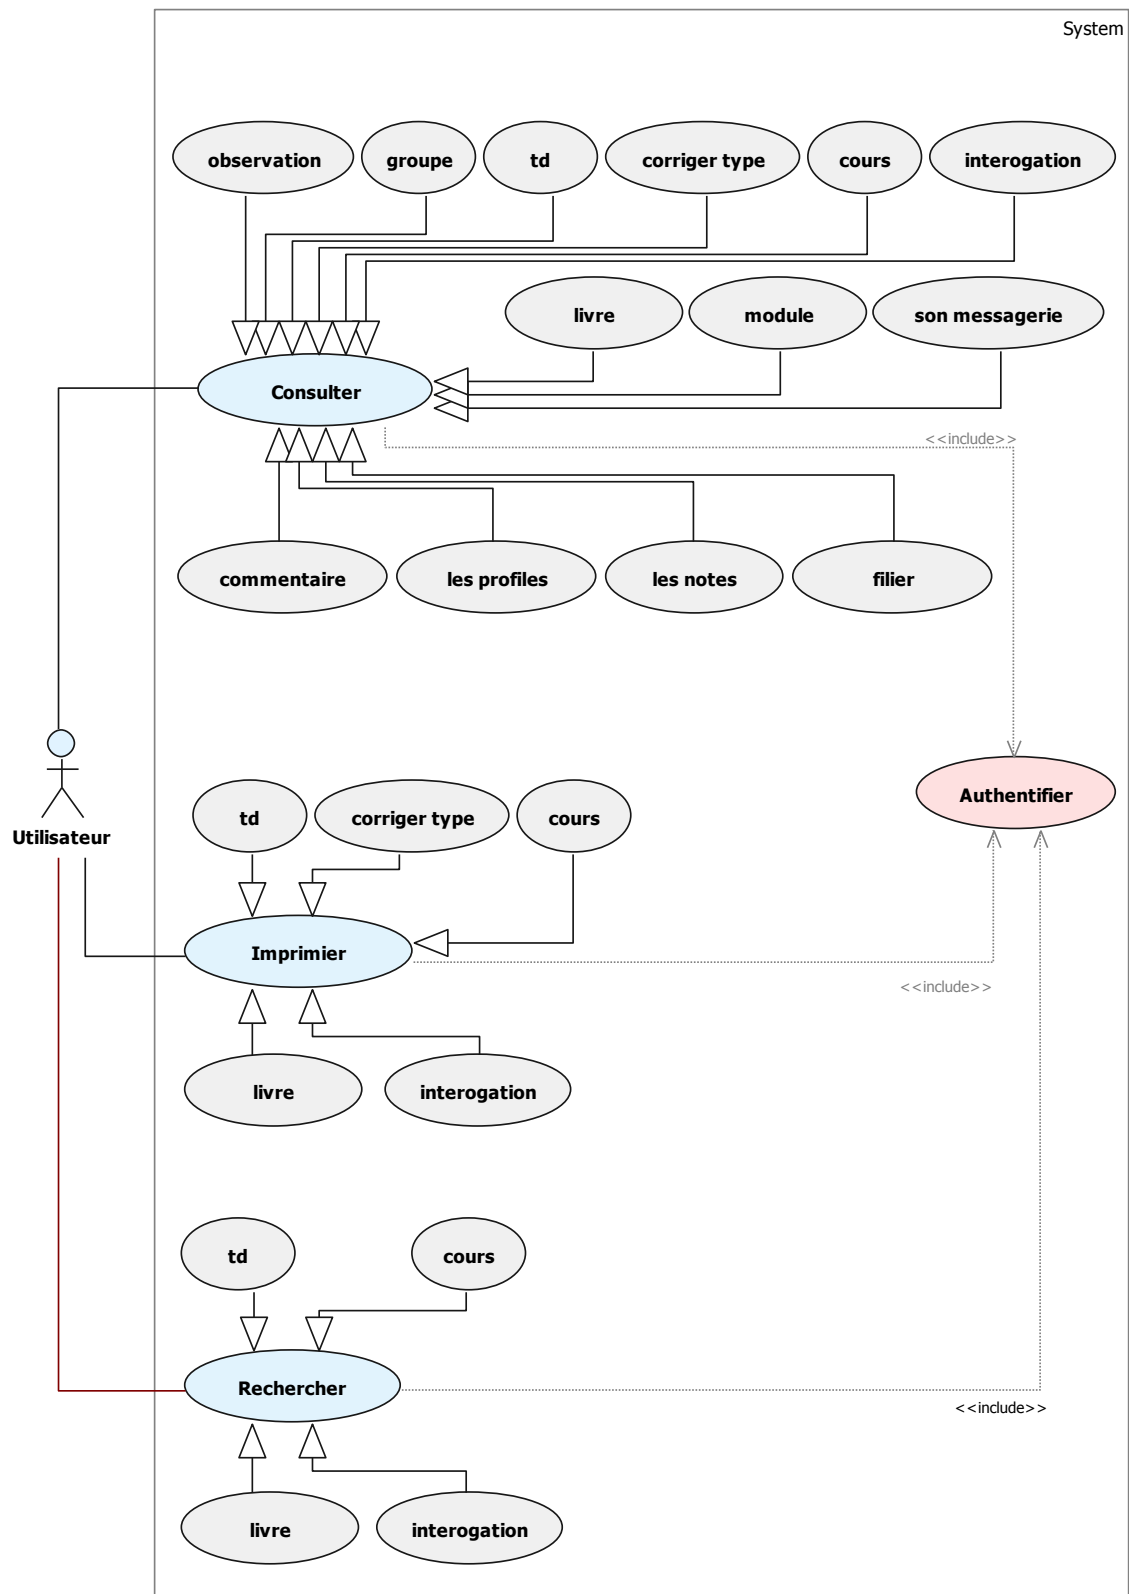 System
observation
groupe
td
corriger type
cours
interogation
livre
module
son messagerie
Consulter
<<include>>
commentaire
les profiles
les notes
filier
Utilisateur
Authentifier
td
corriger type
cours
Imprimier
<<include>>
livre
interogation
td
cours
Rechercher
<<include>>
livre
interogation